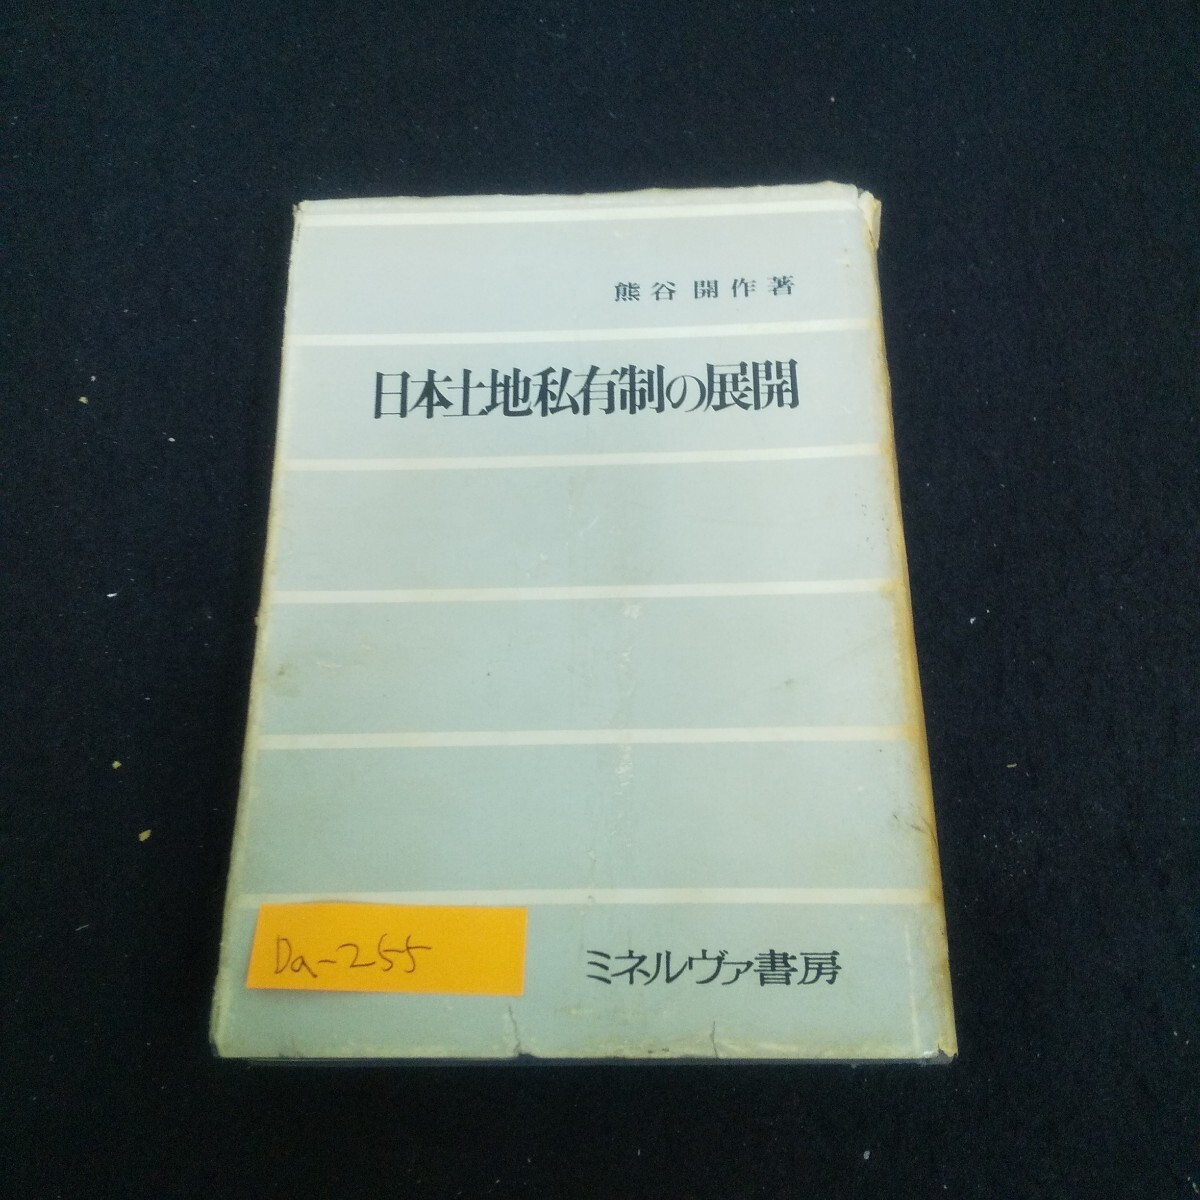 熊谷開作著
日本土地私有制の展開
Da-255
ミネルヴァ書房